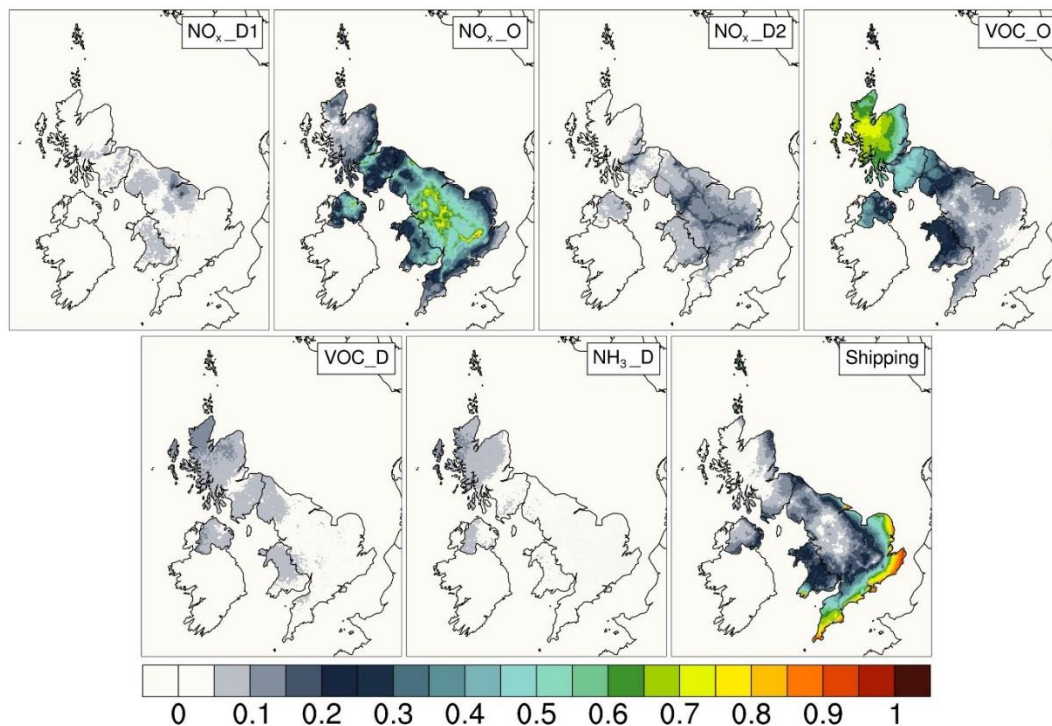 NOₓ_D1 NOₓ_O NOₓ_D2 VOC_O
VOC_D NH₃_D Shipping
0 0.1 0.2 0.3 0.4 0.5 0.6 0.7 0.8 0.9 1